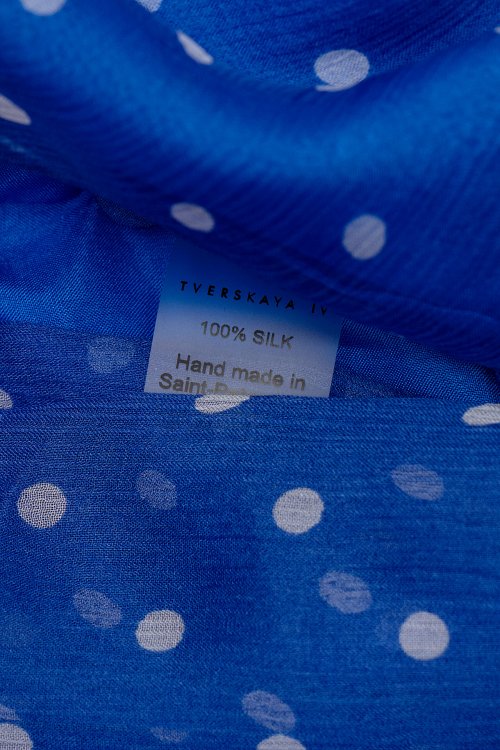 TVERSKAYA IV
100% SILK
Hand made in